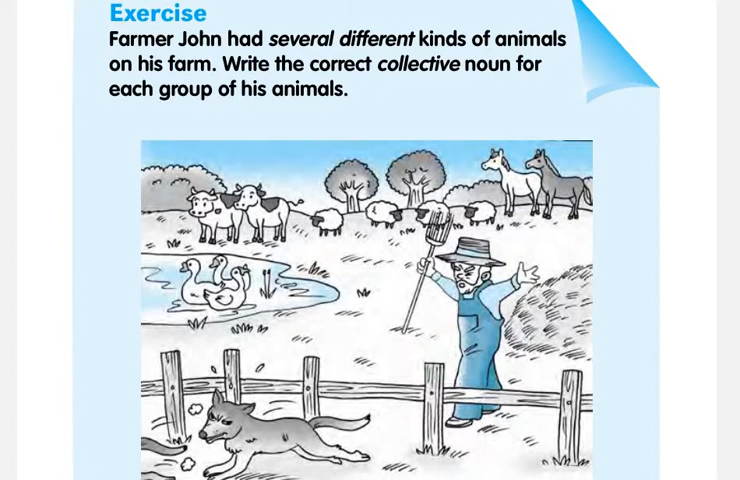 Exercise
Farmer John had several different kinds of animals
on his farm. Write the correct collective noun for
each group of his animals.